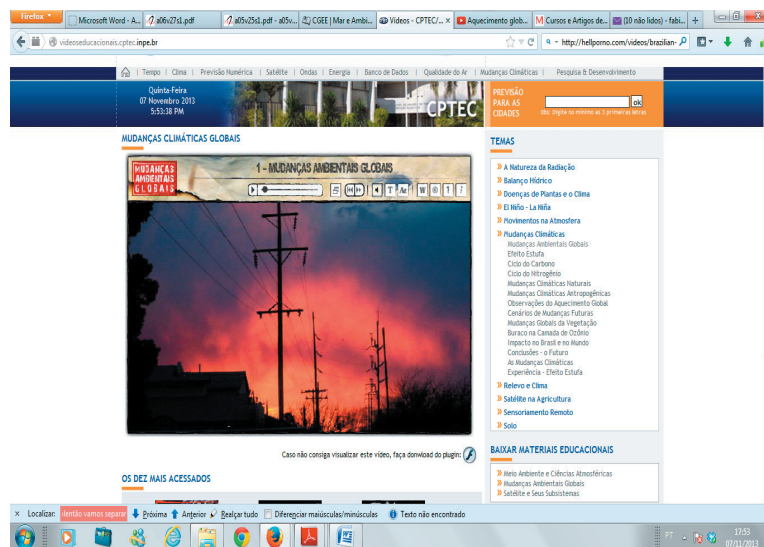 Firefox
Microsoft Word - A...
a06v27s1.pdf
a05v25s1.pdf - a05v...
CGEE | Mar e Ambi...
Vídeos - CPTEC/... ×
Aquecimento glob...
Cursos e Artigos de...
(10 não lidos) - fabi...
+
videoseducacionais.cptec.inpe.br
http://hellporno.com/videos/brazilian-
| Tempo | Clima | Previsão Numérica | Satélite | Ondas | Energia | Banco de Dados | Qualidade do Ar | Mudanças Climáticas | Pesquisa & Desenvolvimento
Quinta-Feira
07 Novembro 2013
5:53:38 PM
CPTEC
PREVISÃO
PARA AS
CIDADES
ok
Obs: Digite no mínimo as 3 primeiras letras
MUDANÇAS CLIMÁTICAS GLOBAIS
MUDANÇAS
AMBIENTAIS
GLOBAIS
1 - MUDANÇAS AMBIENTAIS GLOBAIS
Caso não consiga visualizar este vídeo, faça donwload do plugin:
OS DEZ MAIS ACESSADOS
TEMAS
» A Natureza da Radiação
» Balanço Hídrico
» Doenças de Plantas e o Clima
» El Niño - La Niña
» Movimentos na Atmosfera
» Mudanças Climáticas
Mudanças Ambientais Globais
Efeito Estufa
Ciclo do Carbono
Ciclo do Nitrogênio
Mudanças Climáticas Naturais
Mudanças Climáticas Antropogênicas
Observações do Aquecimento Global
Cenários de Mudanças Futuras
Mudanças Globais da Vegetação
Buraco na Camada de Ozônio
Impacto no Brasil e no Mundo
Conclusões - o Futuro
As Mudanças Climáticas
Experiência - Efeito Estufa
» Relevo e Clima
» Satélite na Agricultura
» Sensoriamento Remoto
» Solo
BAIXAR MATERIAIS EDUCACIONAIS
» Meio Ambiente e Ciências Atmosféricas
» Mudanças Ambientais Globais
» Satélite e Seus Subsistemas
× Localizar: então vamos separar Próxima Anterior Realçar tudo Diferenciar maiúsculas/minúsculas Texto não encontrado
PT
17:53
07/11/2013